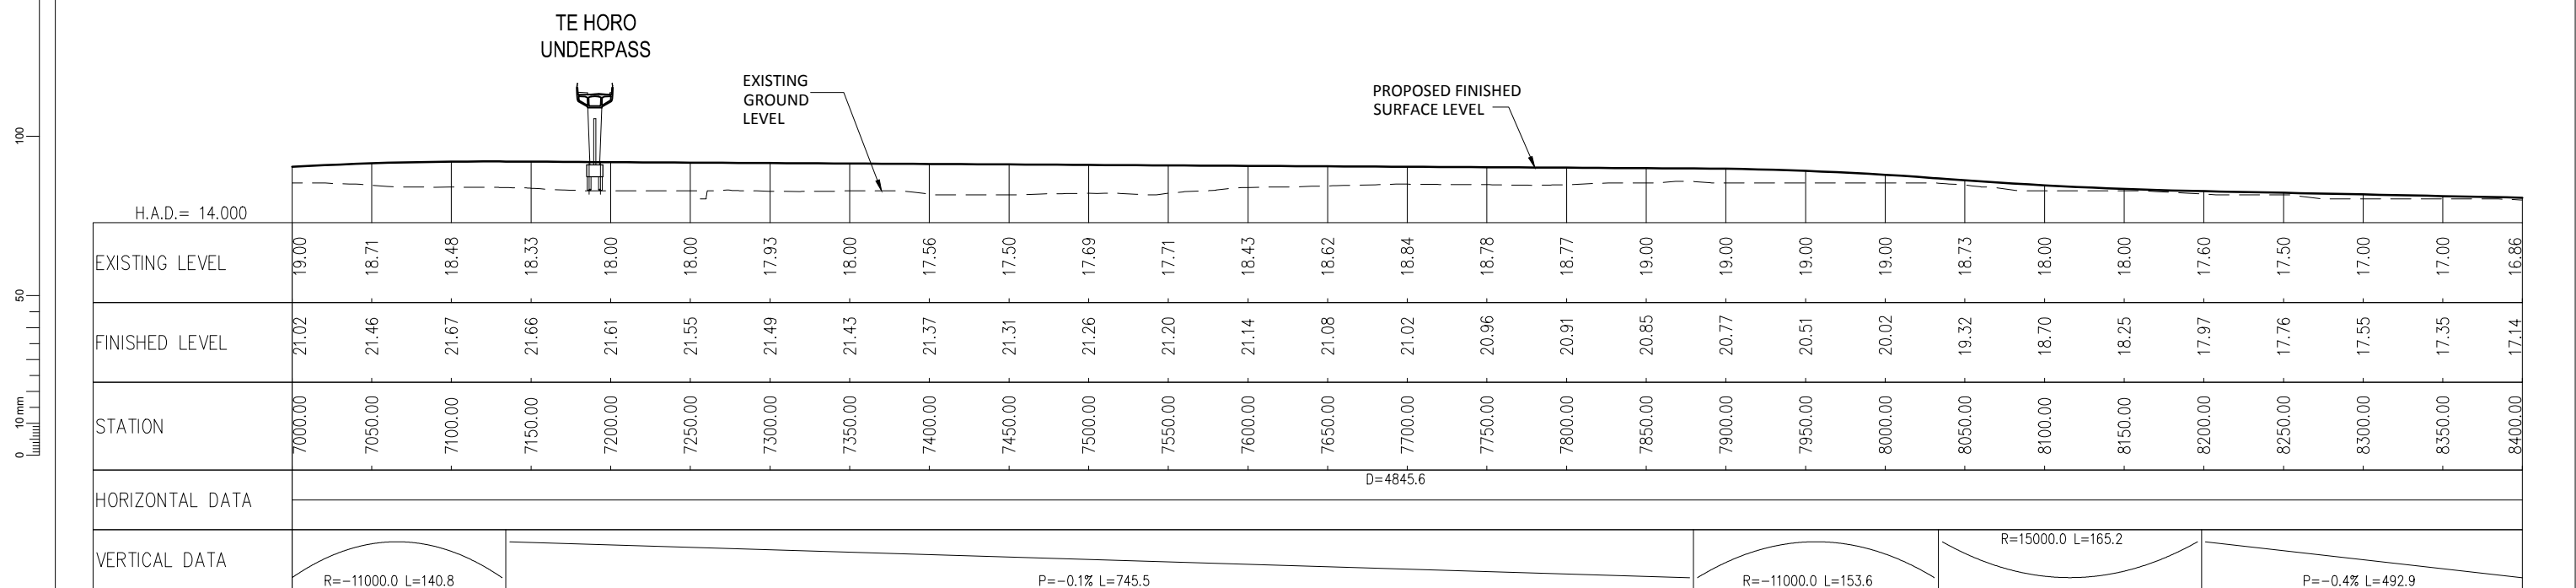 TE HORO
UNDERPASS
EXISTING
GROUND
LEVEL
PROPOSED FINISHED
SURFACE LEVEL
100
50
10 mm
0
H.A.D.= 14.000
EXISTING LEVEL 19.00 18.71 18.48 18.33 18.00 18.00 17.93 18.00 17.56 17.50 17.69 17.71 18.43 18.62 18.84 18.78 18.77 19.00 19.00 19.00 19.00 18.73 18.00 18.00 17.60 17.50 17.00 17.00 16.86
FINISHED LEVEL 21.02 21.46 21.67 21.66 21.61 21.55 21.49 21.43 21.37 21.31 21.26 21.20 21.14 21.08 21.02 20.96 20.91 20.85 20.77 20.51 20.02 19.32 18.70 18.25 17.97 17.76 17.55 17.35 17.14
STATION 7000.00 7050.00 7100.00 7150.00 7200.00 7250.00 7300.00 7350.00 7400.00 7450.00 7500.00 7550.00 7600.00 7650.00 7700.00 7750.00 7800.00 7850.00 7900.00 7950.00 8000.00 8050.00 8100.00 8150.00 8200.00 8250.00 8300.00 8350.00 8400.00
HORIZONTAL DATA D=4845.6
VERTICAL DATA
R=-11000.0 L=140.8
P=-0.1% L=745.5
R=-11000.0 L=153.6
R=15000.0 L=165.2
P=-0.4% L=492.9